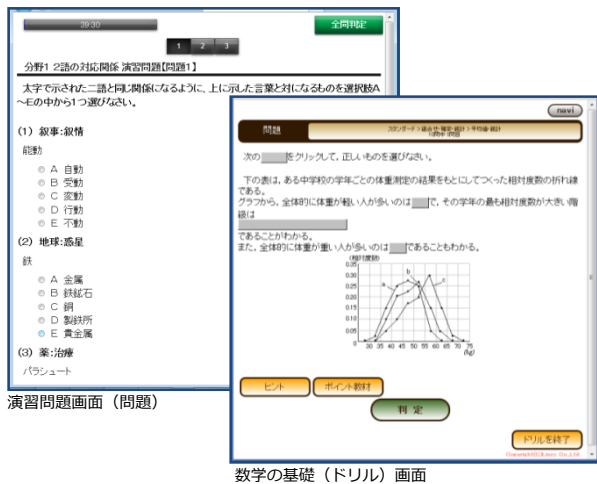 29:30
全問判定
1 2 3
分野1 2語の対応関係 演習問題【問題1】
太字で示された二語と同じ関係になるように、上に示した言葉と対になるものを選択肢A
～Eの中から1つ選びなさい。
(1) 叙事:叙情
能動
A 自動
B 受動
C 変動
D 行動
E 不動
(2) 地球:惑星
鉄
A 金属
B 鉄鉱石
C 銅
D 製鉄所
E 貴金属
(3) 薬:治療
パラシュート
演習問題画面（問題）
navi
問題
次の をクリックして、正しいものを選びなさい。
下の表は、ある中学校の学年ごとの体重測定の結果をもとにしてつくった相対度数の折れ線
である。
グラフから、全体的に体重が軽い人が多いのは で、その学年の最も相対度数が大きい階
級は
であることがわかる。
また、全体的に体重が重い人が多いのは であることもわかる。
(相対度数)
0.35
0.30
0.25
0.20
0.15
0.10
0.05
0
a b c
30 35 40 45 50 55 60 65 70 75
(kg)
ヒント ポイント教材
判 定
ドリルを終了
数学の基礎（ドリル）画面